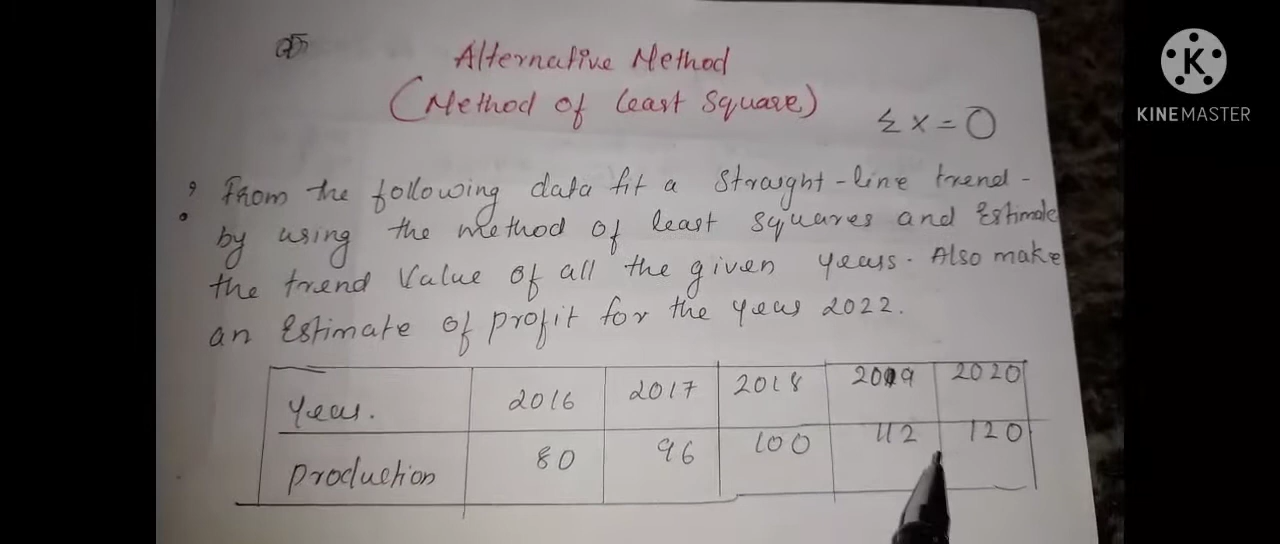 Q5
Alternative Method
(Method of least square)
Σx=0
K
KINEMASTER
? From the following data fit a straight-line trend-
by using the method of least squares and Estimate
the trend value of all the given years. Also make
an Estimate of profit for the year 2022.
Year. 2016 2017 2018 2019 2020
Production 80 96 100 112 120